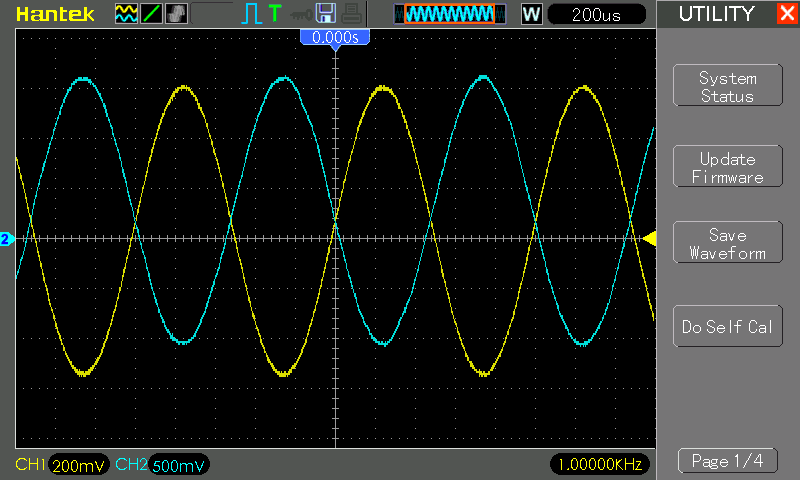 Hantek
T
W
200us
UTILITY
0.000s
System
Status
Update
Firmware
Save
Waveform
Do Self Cal
2
CH1 200mV CH2 500mV
1.00000KHz
Page 1/4